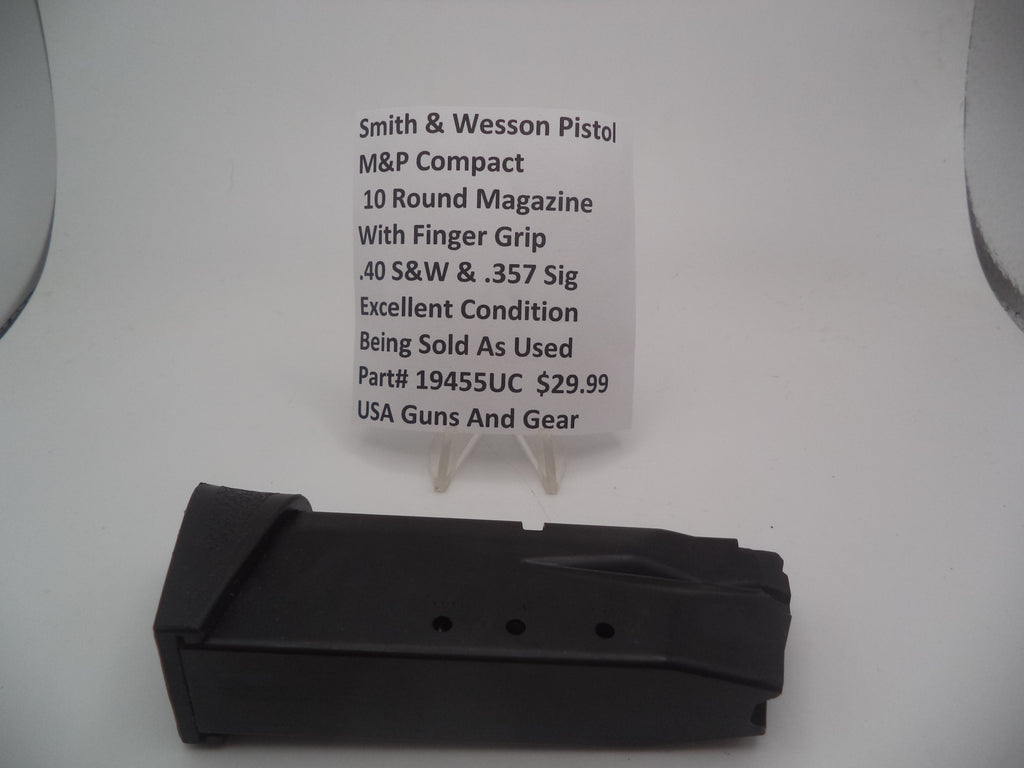 Smith & Wesson Pistol
M&P Compact
10 Round Magazine
With Finger Grip
.40 S&W & .357 Sig
Excellent Condition
Being Sold As Used
Part# 19455UC $29.99
USA Guns And Gear